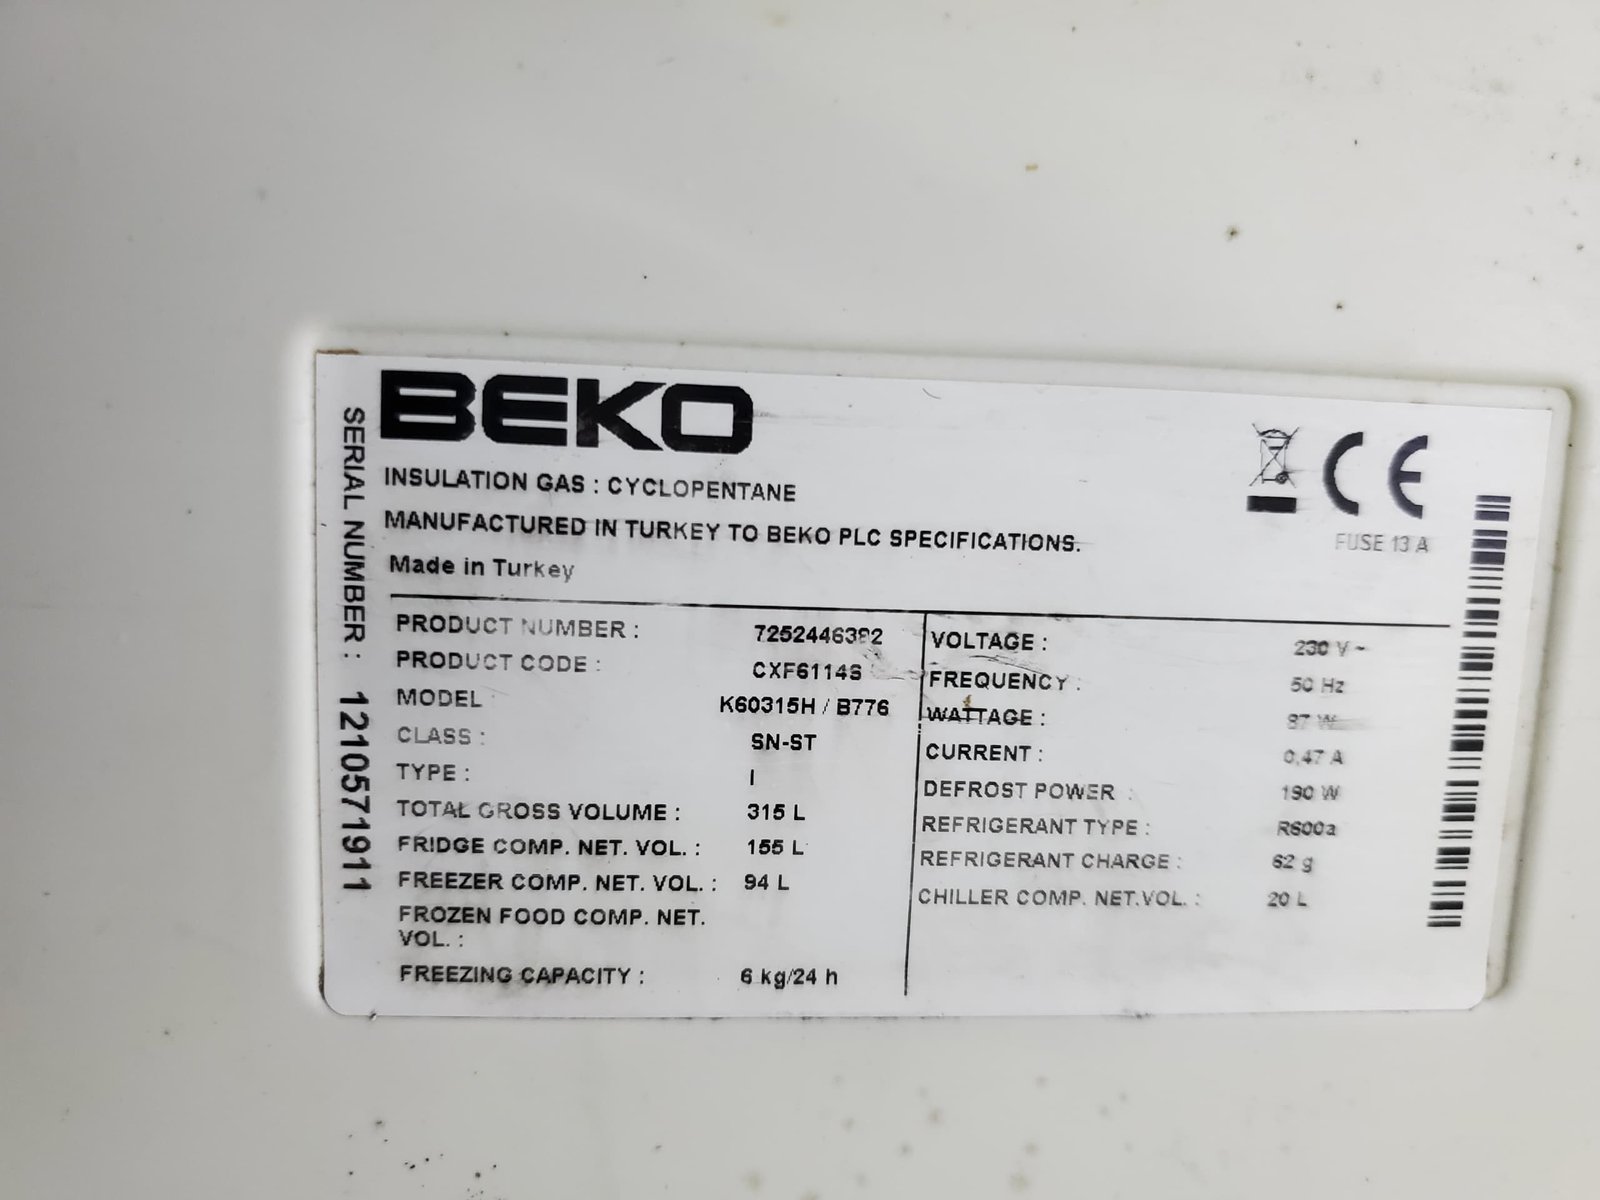 BEKO
INSULATION GAS : CYCLOPENTANE
MANUFACTURED IN TURKEY TO BEKO PLC SPECIFICATIONS.
Made in Turkey
CE
FUSE 13 A
SERIAL NUMBER : 1210571911
PRODUCT NUMBER :
PRODUCT CODE : CXF6114S
MODEL : K60315H / B776
CLASS : SN-ST
TYPE : I
TOTAL GROSS VOLUME : 315 L
FRIDGE COMP. NET. VOL. : 155 L
FREEZER COMP. NET. VOL. : 94 L
FROZEN FOOD COMP. NET.
VOL. :
FREEZING CAPACITY : 6 kg/24 h
VOLTAGE : 230 V ~
FREQUENCY : 50 Hz
WATTAGE :
CURRENT : 0,47 A
DEFROST POWER :
REFRIGERANT TYPE : R600a
REFRIGERANT CHARGE : 62 g
CHILLER COMP. NET.VOL. : 20 L